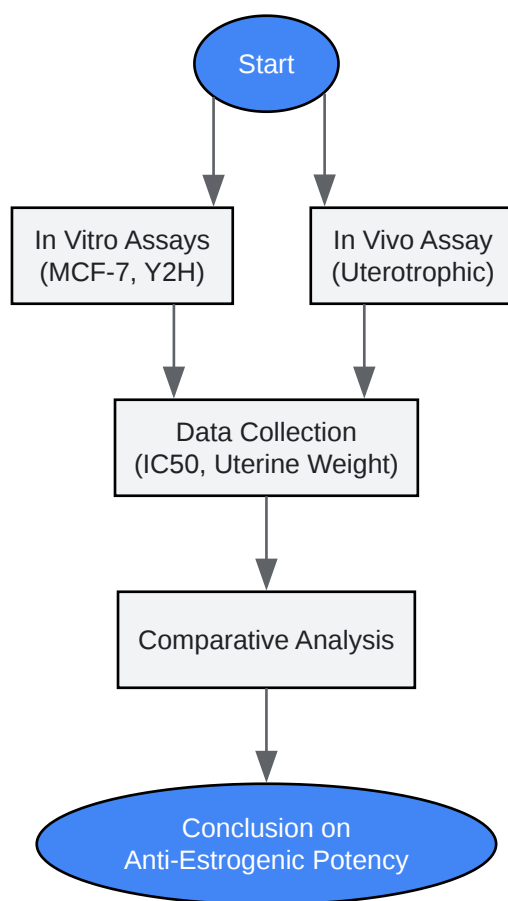 Start
In Vitro Assays
(MCF-7, Y2H)
In Vivo Assay
(Uterotrophic)
Data Collection
(IC50, Uterine Weight)
Comparative Analysis
Conclusion on
Anti-Estrogenic Potency